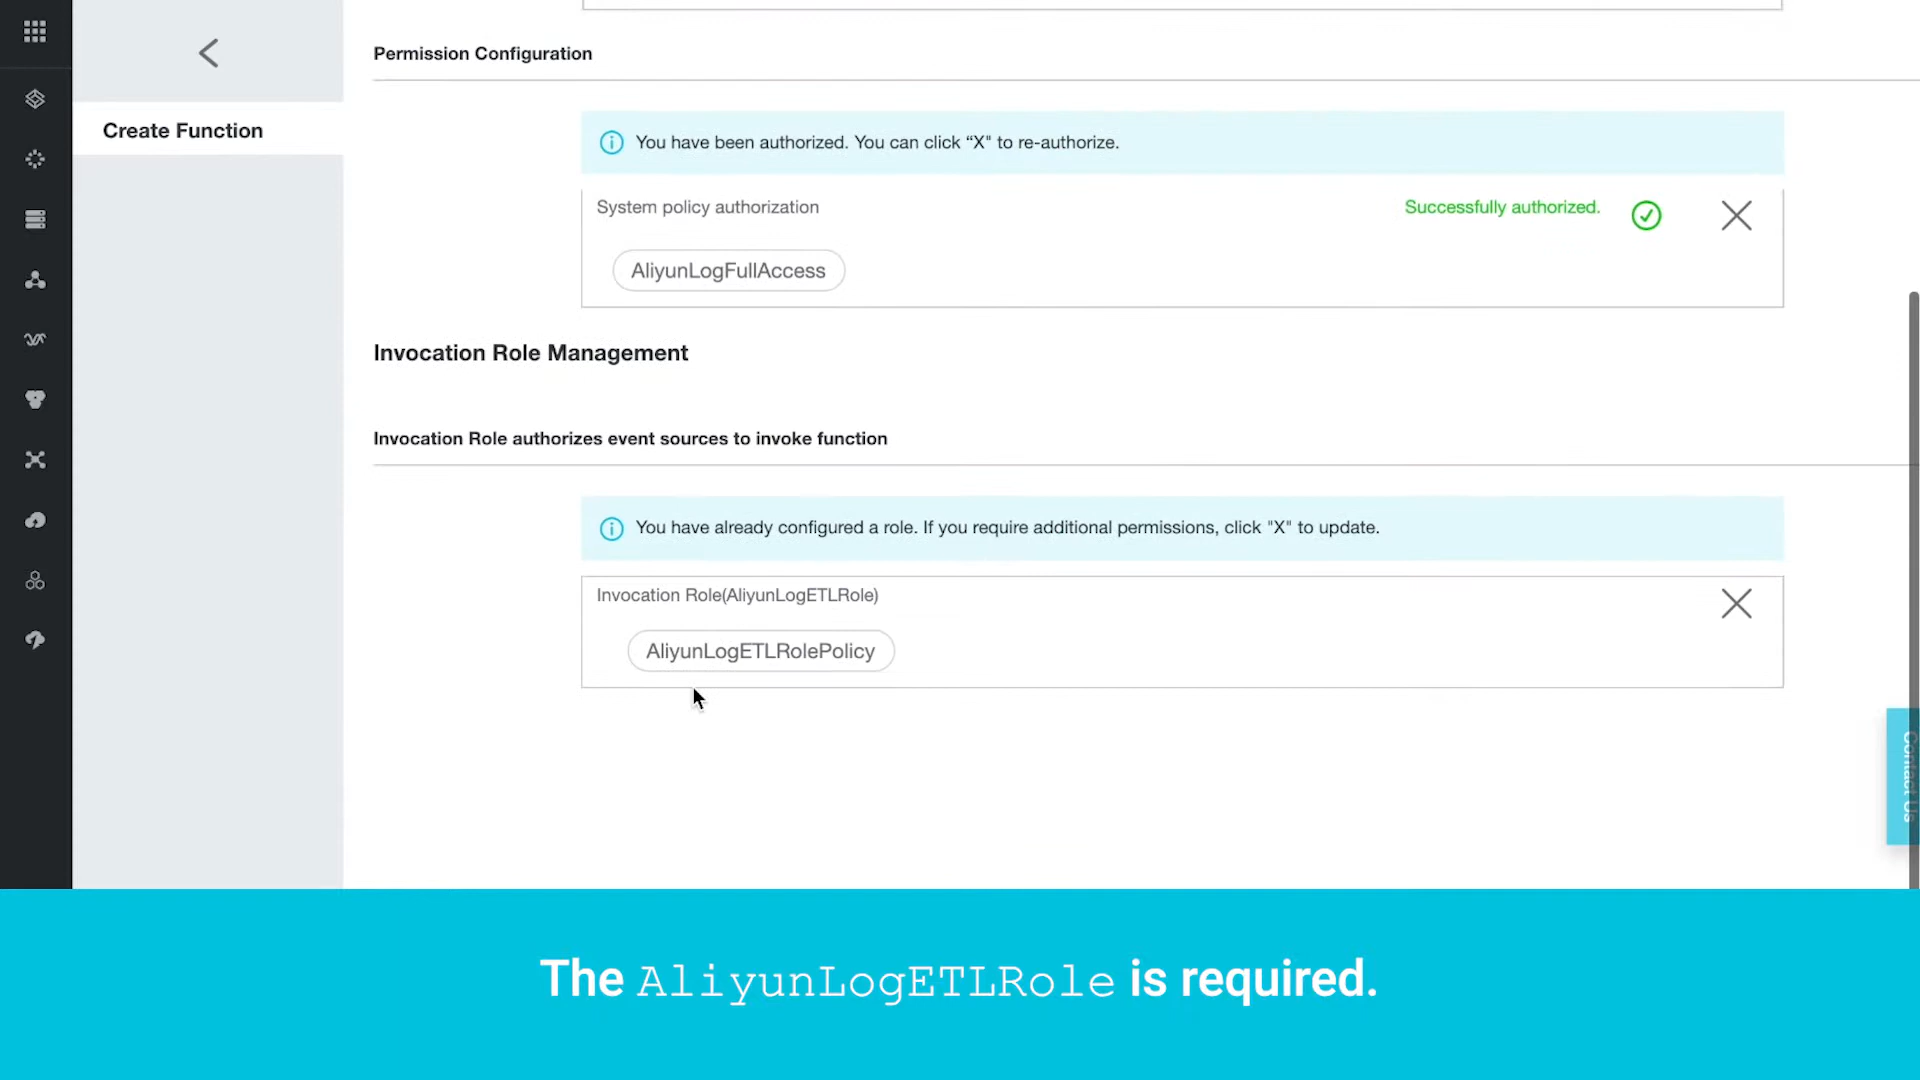 Permission Configuration
Create Function
You have been authorized. You can click “X" to re-authorize.
System policy authorization
Successfully authorized.
AliyunLogFullAccess
Invocation Role Management
Invocation Role authorizes event sources to invoke function
You have already configured a role. If you require additional permissions, click "X" to update.
Invocation Role(AliyunLogETLRole)
AliyunLogETLRolePolicy
Contact Us
The AliyunLogETLRole is required.